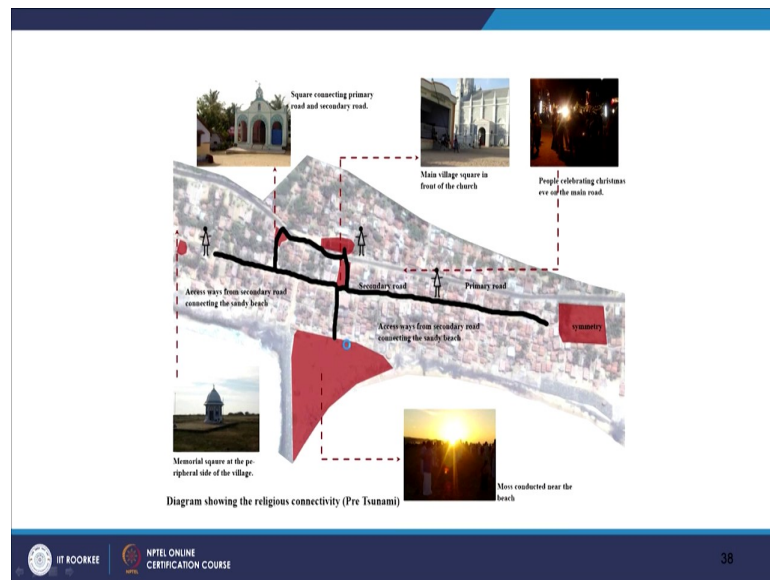 Square connecting primary
road and secondary road.
Main village square in
front of the church
People celebrating christmas
eve on the main road.
Access ways from secondary road
connecting the sandy beach
Secondary road
Primary road
symmetry
Access ways from secondary road
connecting the sandy beach
Memorial sqaure at the pe-
ripheral side of the village.
Moss conducted near the
beach
Diagram showing the religious connectivity (Pre Tsunami)
IIT ROORKEE
NPTEL ONLINE
CERTIFICATION COURSE
38